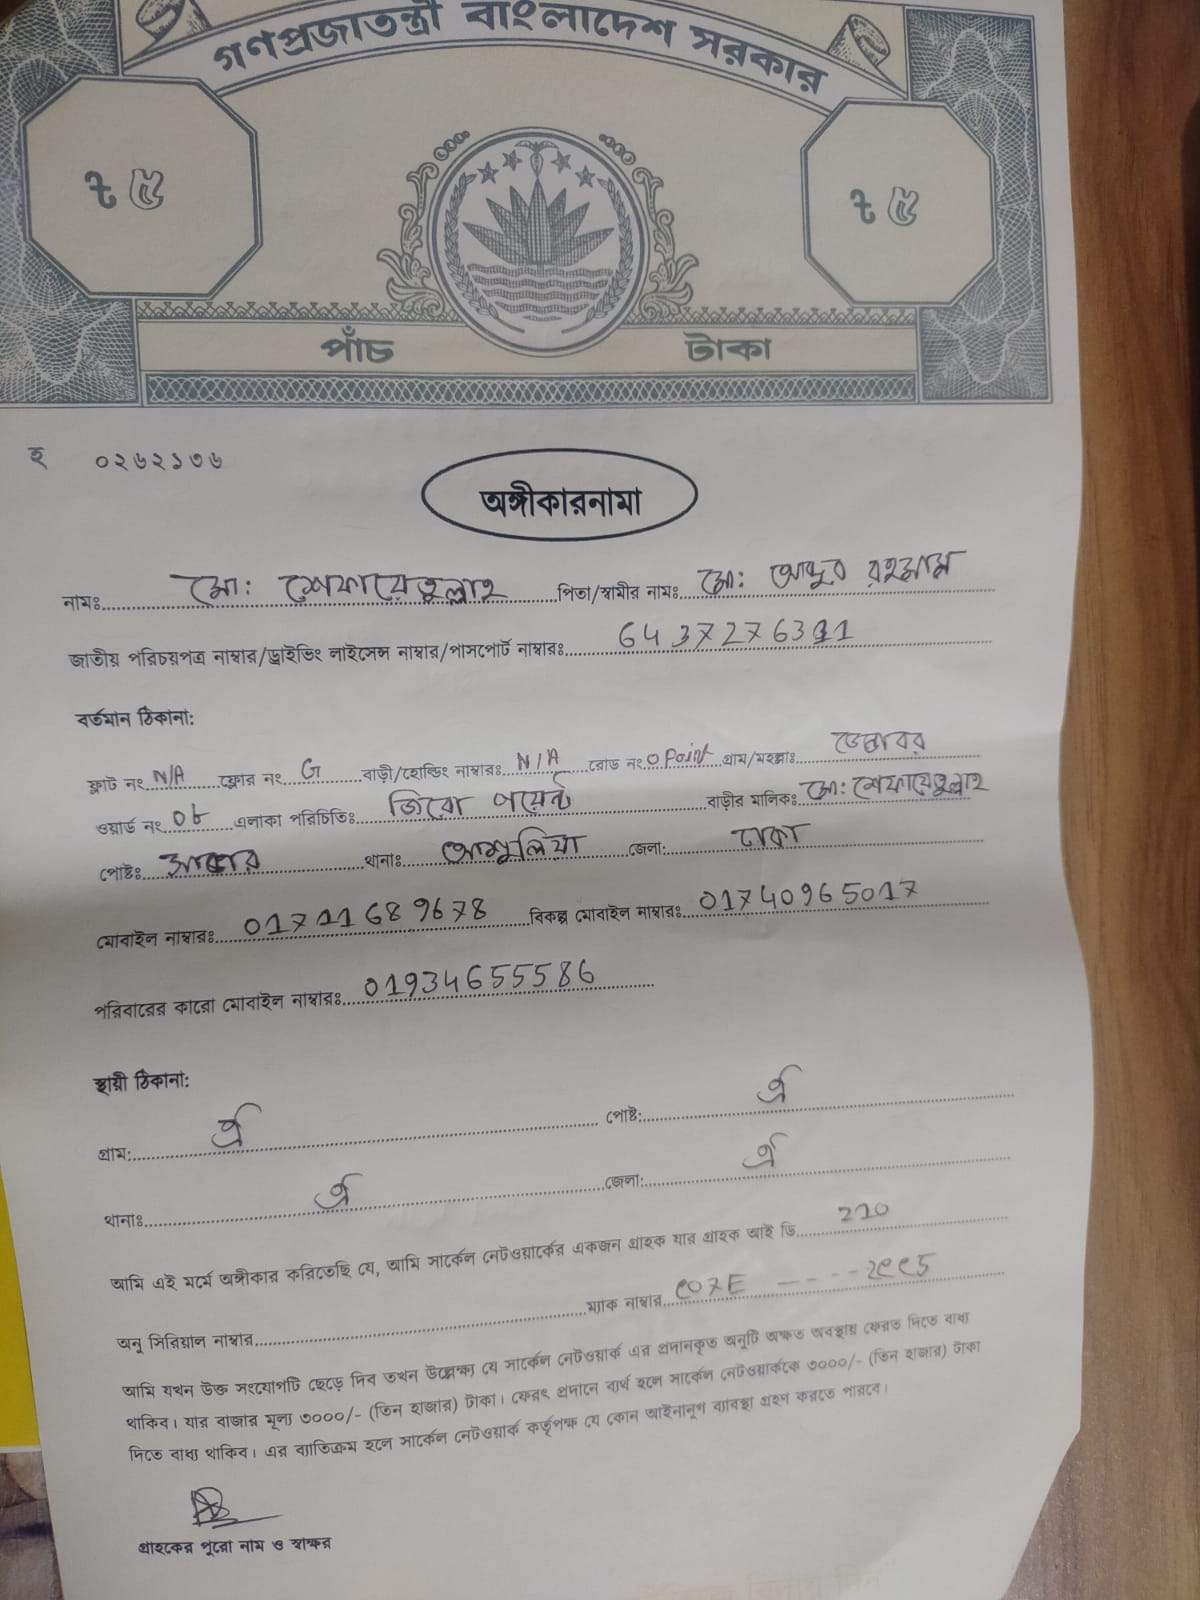 গণপ্রজাতন্ত্রী বাংলাদেশ সরকার
৳ ৫ ৳ ৫
পাঁচ টাকা
হ ০২৬২১৩৬
অঙ্গীকারনামা
নামঃ মো: শেফায়েতুল্লাহ পিতা/স্বামীর নামঃ মো: আব্দুর রহমান
জাতীয় পরিচয়পত্র নাম্বার/ড্রাইভিং লাইসেন্স নাম্বার/পাসপোর্ট নাম্বারঃ
বর্তমান ঠিকানা:
ফ্লাট নং N/A ফ্লোর নং G বাড়ী/হোল্ডিং নাম্বারঃ N/A রোড নং 0 Point গ্রাম/মহল্লাঃ
ওয়ার্ড নং ০৮ এলাকা পরিচিতিঃ জিরো পয়েন্ট বাড়ীর মালিকঃ মো: শেফায়েতুল্লাহ
পোষ্টঃ থানাঃ আশুলিয়া জেলা: ঢাকা
মোবাইল নাম্বারঃ 01711689678 বিকল্প মোবাইল নাম্বারঃ 01740965017
পরিবারের কারো মোবাইল নাম্বারঃ 01934655586
স্থায়ী ঠিকানা:
গ্রাম: ঐ পোষ্ট: ঐ
থানাঃ ঐ জেলা: ঐ
আমি এই মর্মে অঙ্গীকার করিতেছি যে, আমি সার্কেল নেটওয়ার্কের একজন গ্রাহক যার গ্রাহক আই ডি 210
অনু সিরিয়াল নাম্বার ম্যাক নাম্বার
আমি যখন উক্ত সংযোগটি ছেড়ে দিব তখন উল্লেক্ষ্য যে সার্কেল নেটওয়ার্ক এর প্রদানকৃত অনুটি অক্ষত অবস্থায় ফেরত দিতে বাধ্য
থাকিব। যার বাজার মূল্য ৩০০০/- (তিন হাজার) টাকা। ফেরৎ প্রদানে ব্যর্থ হলে সার্কেল নেটওয়ার্ককে ৩০০০/- (তিন হাজার) টাকা
দিতে বাধ্য থাকিব। এর ব্যাতিক্রম হলে সার্কেল নেটওয়ার্ক কর্তৃপক্ষ যে কোন আইনানুগ ব্যাবস্থা গ্রহণ করতে পারবে।
গ্রাহকের পুরো নাম ও স্বাক্ষর